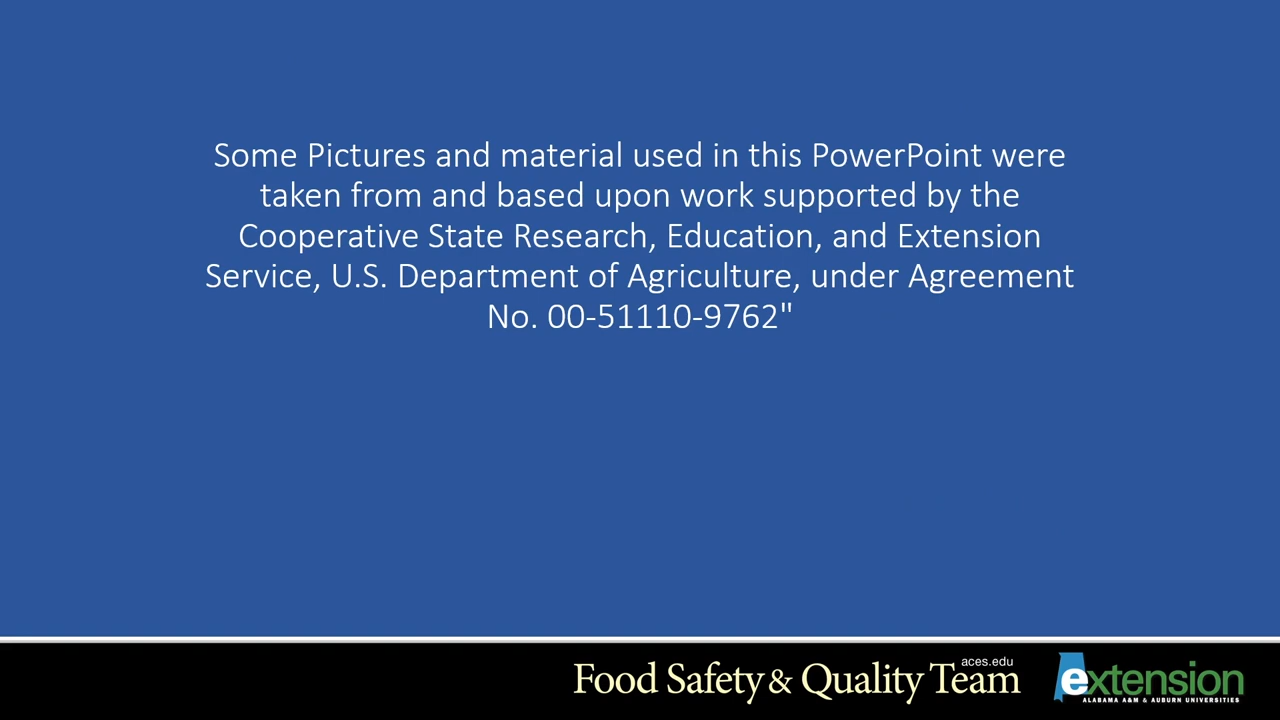 Some Pictures and material used in this PowerPoint were
taken from and based upon work supported by the
Cooperative State Research, Education, and Extension
Service, U.S. Department of Agriculture, under Agreement
No. 00-51110-9762"
aces.edu
Food Safety & Quality Team
extension
ALABAMA A&M & AUBURN UNIVERSITIES